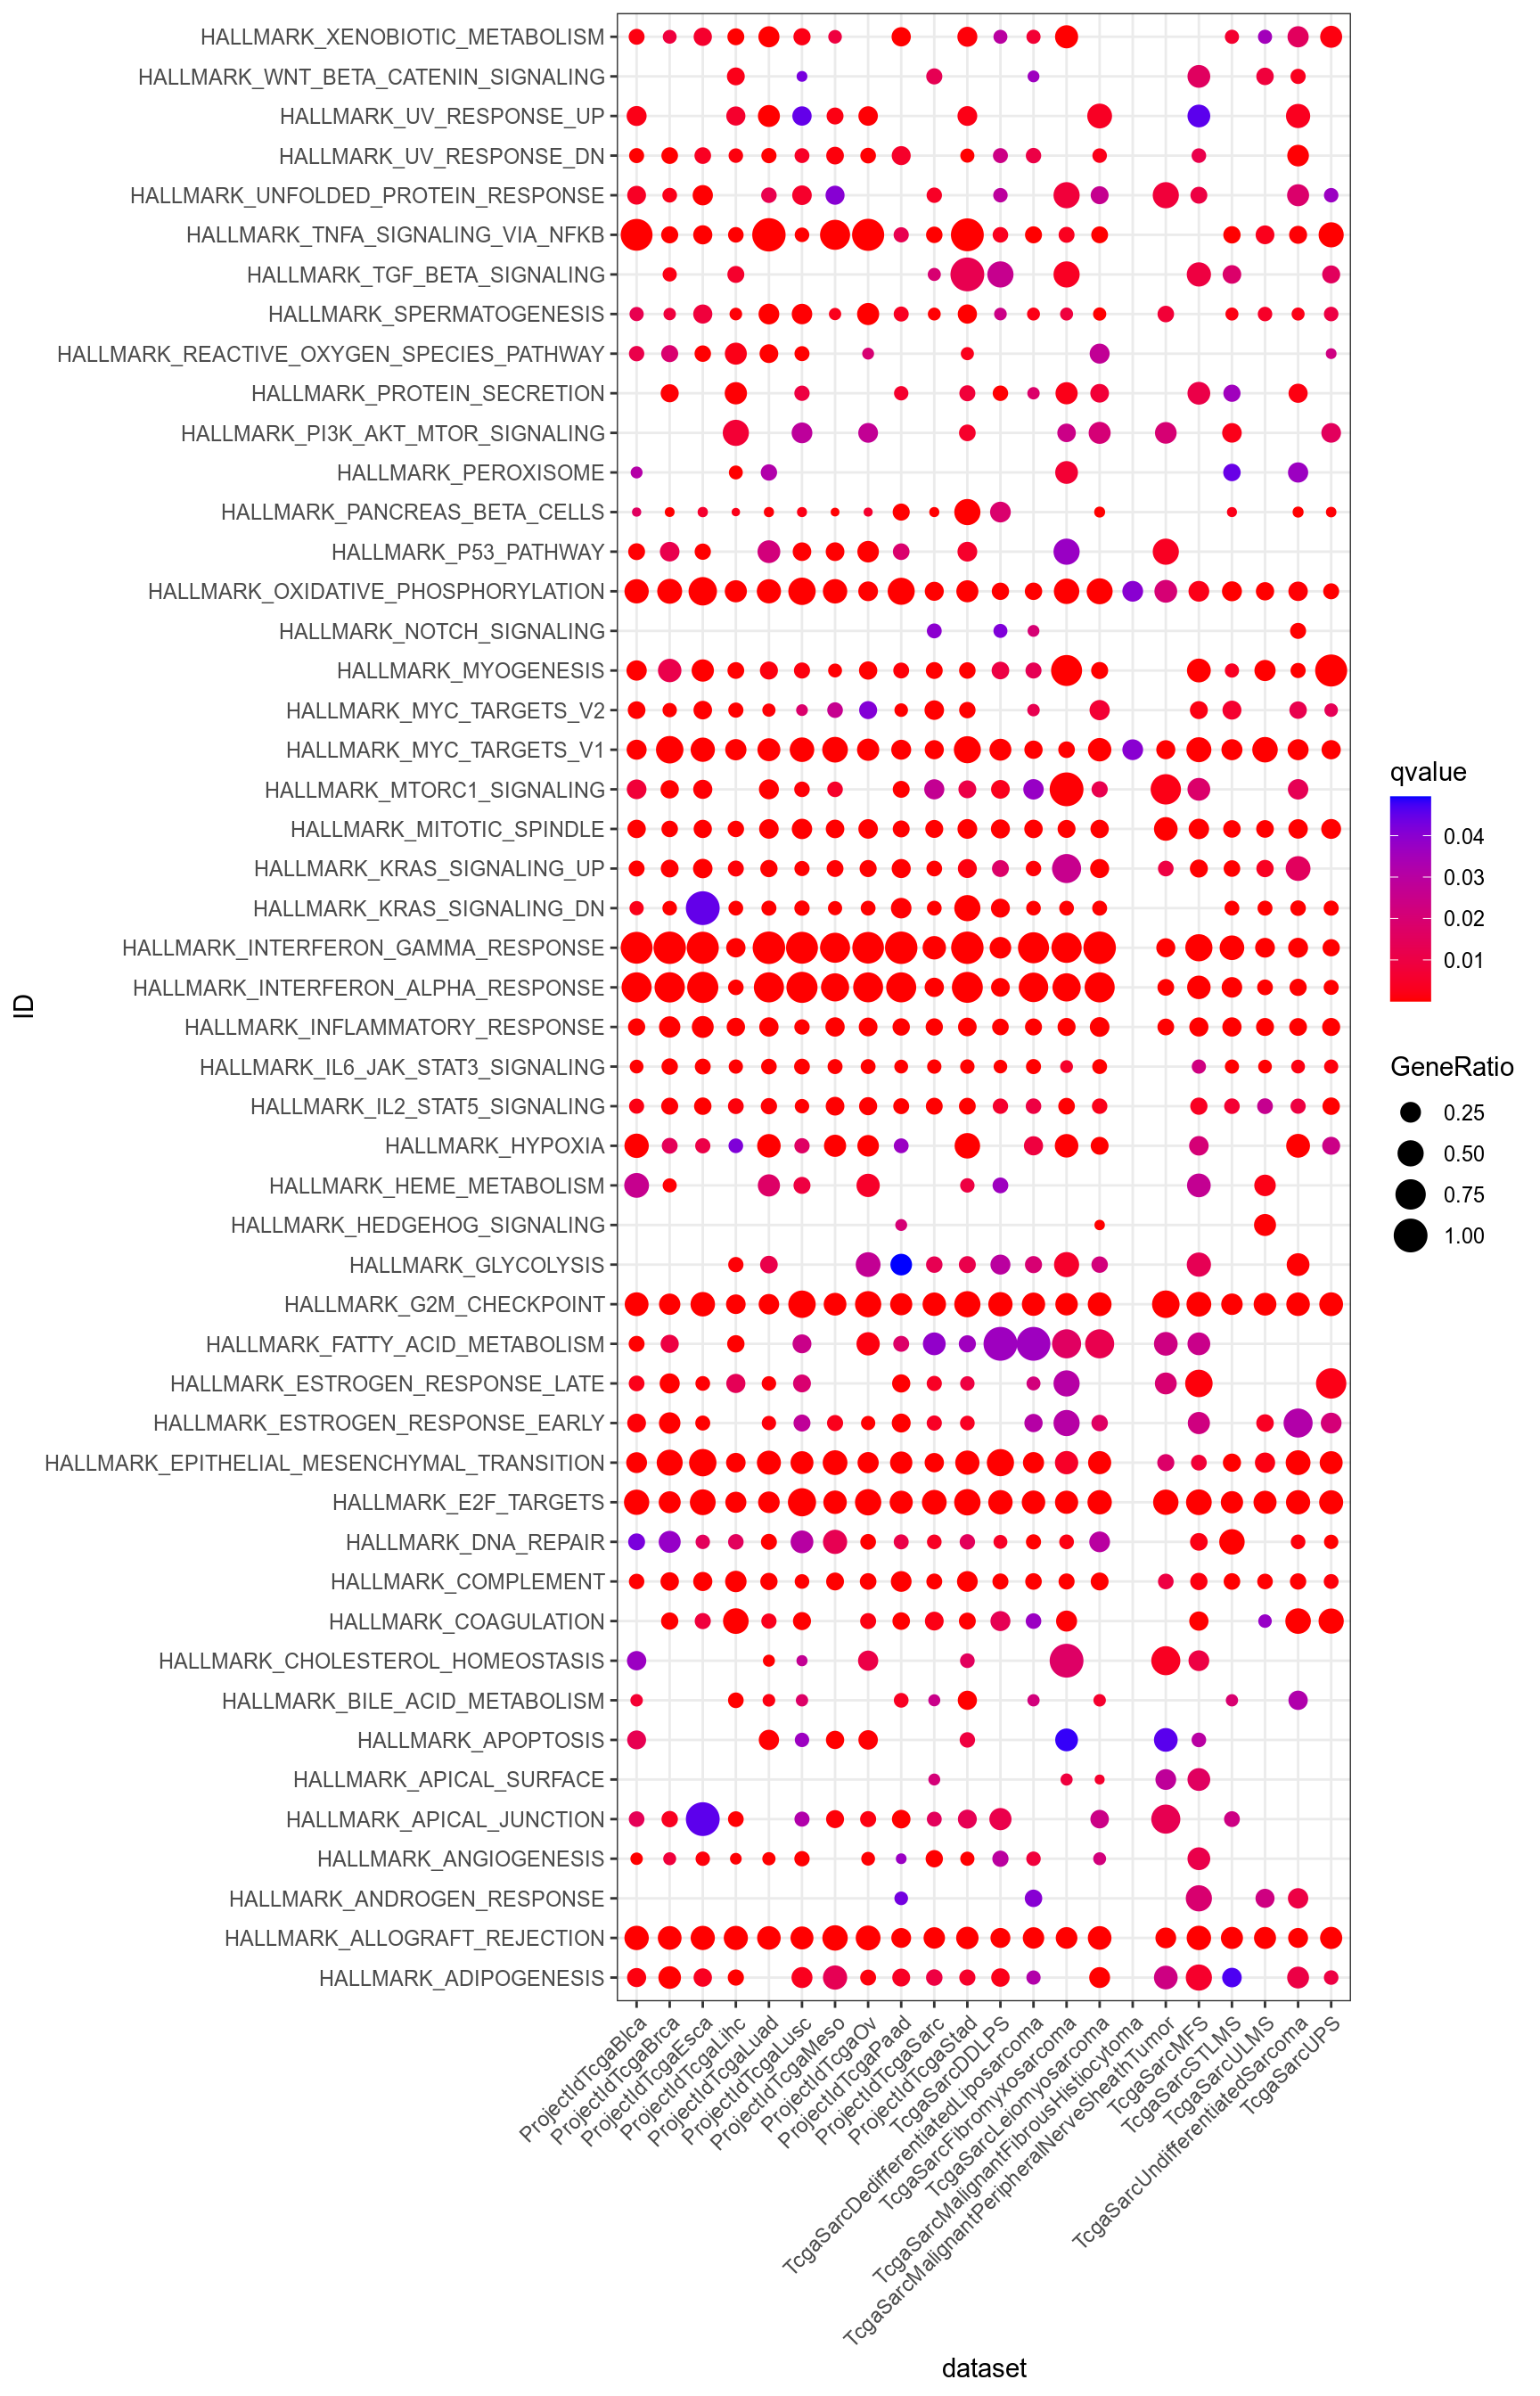 HALLMARK_XENOBIOTIC_METABOLISM
HALLMARK_WNT_BETA_CATENIN_SIGNALING
HALLMARK_UV_RESPONSE_UP
HALLMARK_UV_RESPONSE_DN
HALLMARK_UNFOLDED_PROTEIN_RESPONSE
HALLMARK_TNFA_SIGNALING_VIA_NFKB
HALLMARK_TGF_BETA_SIGNALING
HALLMARK_SPERMATOGENESIS
HALLMARK_REACTIVE_OXYGEN_SPECIES_PATHWAY
HALLMARK_PROTEIN_SECRETION
HALLMARK_PI3K_AKT_MTOR_SIGNALING
HALLMARK_PEROXISOME
HALLMARK_PANCREAS_BETA_CELLS
HALLMARK_P53_PATHWAY
HALLMARK_OXIDATIVE_PHOSPHORYLATION
HALLMARK_NOTCH_SIGNALING
HALLMARK_MYOGENESIS
HALLMARK_MYC_TARGETS_V2
HALLMARK_MYC_TARGETS_V1
HALLMARK_MTORC1_SIGNALING
HALLMARK_MITOTIC_SPINDLE
HALLMARK_KRAS_SIGNALING_UP
HALLMARK_KRAS_SIGNALING_DN
HALLMARK_INTERFERON_GAMMA_RESPONSE
HALLMARK_INTERFERON_ALPHA_RESPONSE
HALLMARK_INFLAMMATORY_RESPONSE
HALLMARK_IL6_JAK_STAT3_SIGNALING
HALLMARK_IL2_STAT5_SIGNALING
HALLMARK_HYPOXIA
HALLMARK_HEME_METABOLISM
HALLMARK_HEDGEHOG_SIGNALING
HALLMARK_GLYCOLYSIS
HALLMARK_G2M_CHECKPOINT
HALLMARK_FATTY_ACID_METABOLISM
HALLMARK_ESTROGEN_RESPONSE_LATE
HALLMARK_ESTROGEN_RESPONSE_EARLY
HALLMARK_EPITHELIAL_MESENCHYMAL_TRANSITION
HALLMARK_E2F_TARGETS
HALLMARK_DNA_REPAIR
HALLMARK_COMPLEMENT
HALLMARK_COAGULATION
HALLMARK_CHOLESTEROL_HOMEOSTASIS
HALLMARK_BILE_ACID_METABOLISM
HALLMARK_APOPTOSIS
HALLMARK_APICAL_SURFACE
HALLMARK_APICAL_JUNCTION
HALLMARK_ANGIOGENESIS
HALLMARK_ANDROGEN_RESPONSE
HALLMARK_ALLOGRAFT_REJECTION
HALLMARK_ADIPOGENESIS
ID
ProjectIdTcgaBlca
ProjectIdTcgaBrca
ProjectIdTcgaEsca
ProjectIdTcgaLihc
ProjectIdTcgaLuad
ProjectIdTcgaLusc
ProjectIdTcgaMeso
ProjectIdTcgaOv
ProjectIdTcgaPaad
ProjectIdTcgaSarc
ProjectIdTcgaStad
TcgaSarcDDLPS
TcgaSarcDedifferentiatedLiposarcoma
TcgaSarcFibromyxosarcoma
TcgaSarcLeiomyosarcoma
TcgaSarcMalignantFibrousHistiocytoma
TcgaSarcMalignantPeripheralNerveSheathTumor
TcgaSarcMFS
TcgaSarcSTLMS
TcgaSarcULMS
TcgaSarcUndifferentiatedSarcoma
TcgaSarcUPS
dataset
qvalue
0.04
0.03
0.02
0.01
GeneRatio
0.25
0.50
0.75
1.00